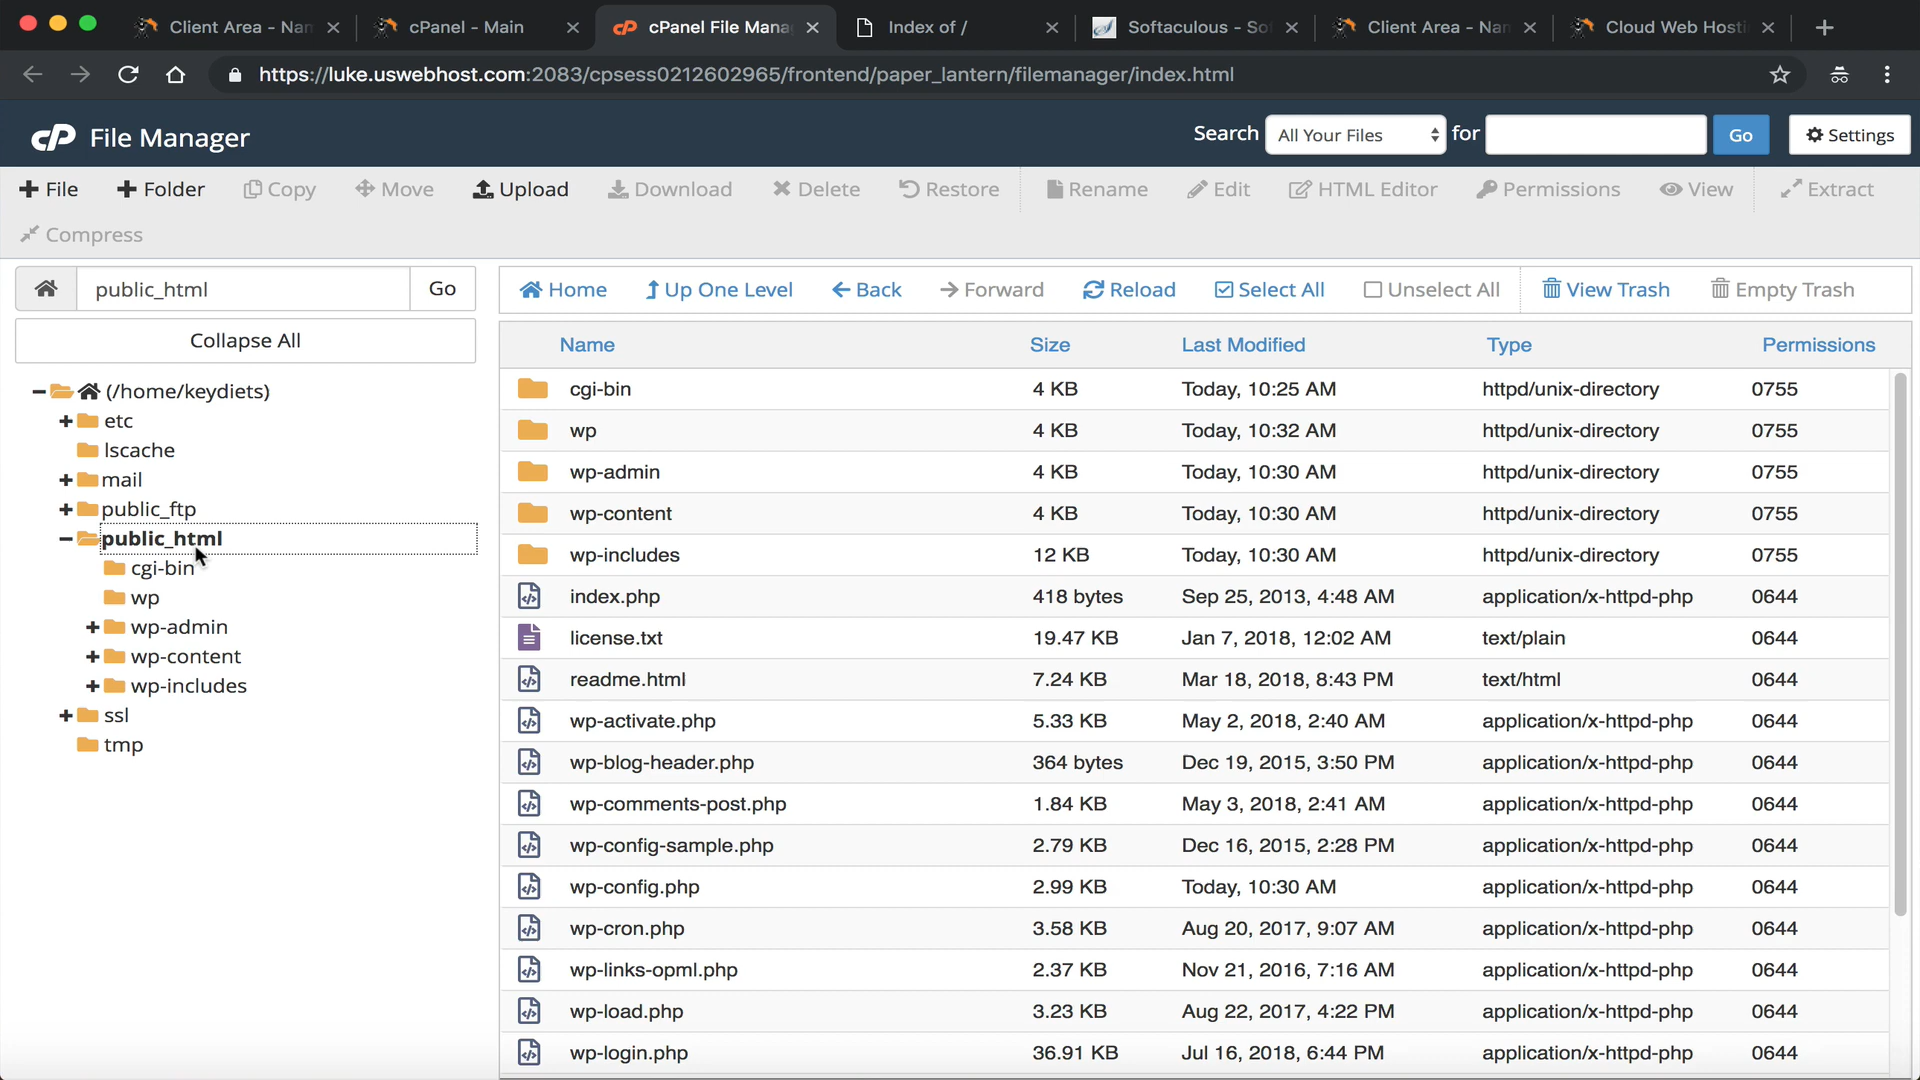 Client Area - Nam
cPanel - Main
cPanel File Mana
Index of /
Softaculous - So
Client Area - Nam
Cloud Web Hosti
https://luke.uswebhost.com:2083/cpsess0212602965/frontend/paper_lantern/filemanager/index.html
cP File Manager
Search All Your Files for Go Settings
File Folder Copy Move Upload Download Delete Restore Rename Edit HTML Editor Permissions View Extract
Compress
public_html Go
Collapse All
(/home/keydiets)
etc
lscache
mail
public_ftp
public_html
cgi-bin
wp
wp-admin
wp-content
wp-includes
ssl
tmp
Home Up One Level Back Forward Reload Select All Unselect All View Trash Empty Trash
Name Size Last Modified Type Permissions
cgi-bin 4 KB Today, 10:25 AM httpd/unix-directory 0755
wp 4 KB Today, 10:32 AM httpd/unix-directory 0755
wp-admin 4 KB Today, 10:30 AM httpd/unix-directory 0755
wp-content 4 KB Today, 10:30 AM httpd/unix-directory 0755
wp-includes 12 KB Today, 10:30 AM httpd/unix-directory 0755
index.php 418 bytes Sep 25, 2013, 4:48 AM application/x-httpd-php 0644
license.txt 19.47 KB Jan 7, 2018, 12:02 AM text/plain 0644
readme.html 7.24 KB Mar 18, 2018, 8:43 PM text/html 0644
wp-activate.php 5.33 KB May 2, 2018, 2:40 AM application/x-httpd-php 0644
wp-blog-header.php 364 bytes Dec 19, 2015, 3:50 PM application/x-httpd-php 0644
wp-comments-post.php 1.84 KB May 3, 2018, 2:41 AM application/x-httpd-php 0644
wp-config-sample.php 2.79 KB Dec 16, 2015, 2:28 PM application/x-httpd-php 0644
wp-config.php 2.99 KB Today, 10:30 AM application/x-httpd-php 0644
wp-cron.php 3.58 KB Aug 20, 2017, 9:07 AM application/x-httpd-php 0644
wp-links-opml.php 2.37 KB Nov 21, 2016, 7:16 AM application/x-httpd-php 0644
wp-load.php 3.23 KB Aug 22, 2017, 4:22 PM application/x-httpd-php 0644
wp-login.php 36.91 KB Jul 16, 2018, 6:44 PM application/x-httpd-php 0644